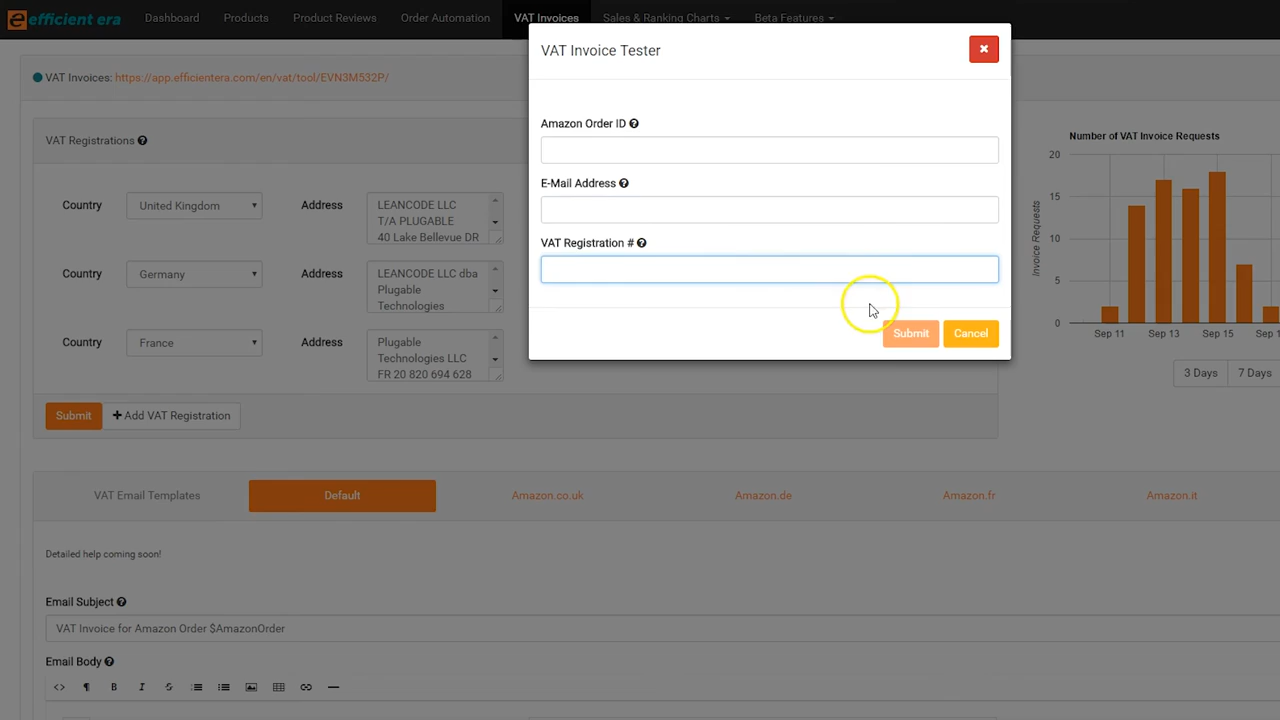 efficient era
Dashboard
Products
Product Reviews
Order Automation
VAT Invoices
Sales & Ranking Charts
Beta Features
VAT Invoice Tester
VAT Invoices: https://app.efficientera.com/en/vat/tool/EVN3M532P/
Amazon Order ID
E-Mail Address
VAT Registration #
Submit
Cancel
VAT Registrations
Country
United Kingdom
Address
LEANCODE LLC
T/A PLUGABLE
40 Lake Bellevue DR
Country
Germany
Address
LEANCODE LLC dba
Plugable
Technologies
Country
France
Address
Plugable
Technologies LLC
FR 20 820 694 628
Submit
Add VAT Registration
Number of VAT Invoice Requests
Invoice Requests
20
15
10
5
0
Sep 11
Sep 13
Sep 15
3 Days
7 Days
VAT Email Templates
Default
Amazon.co.uk
Amazon.de
Amazon.fr
Amazon.it
Detailed help coming soon!
Email Subject
VAT Invoice for Amazon Order $AmazonOrder
Email Body